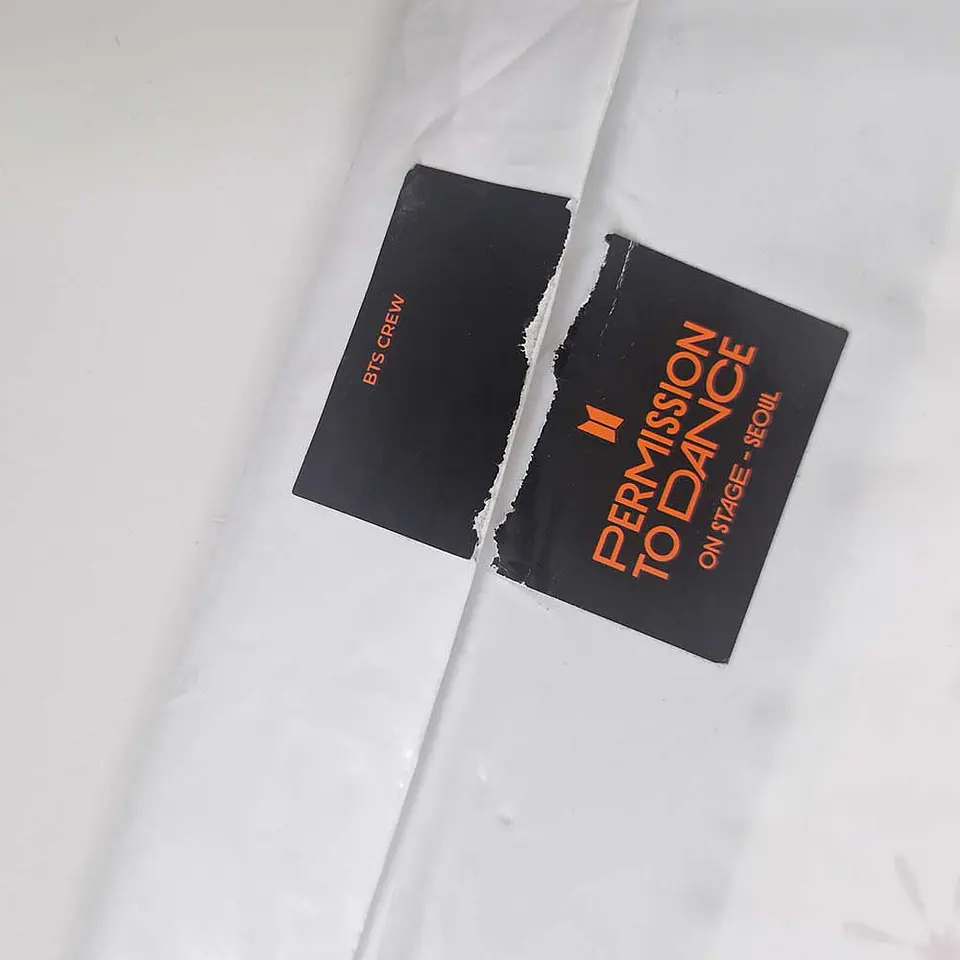 BTS CREW
PERMISSION
TO DANCE
ON STAGE - SEOUL